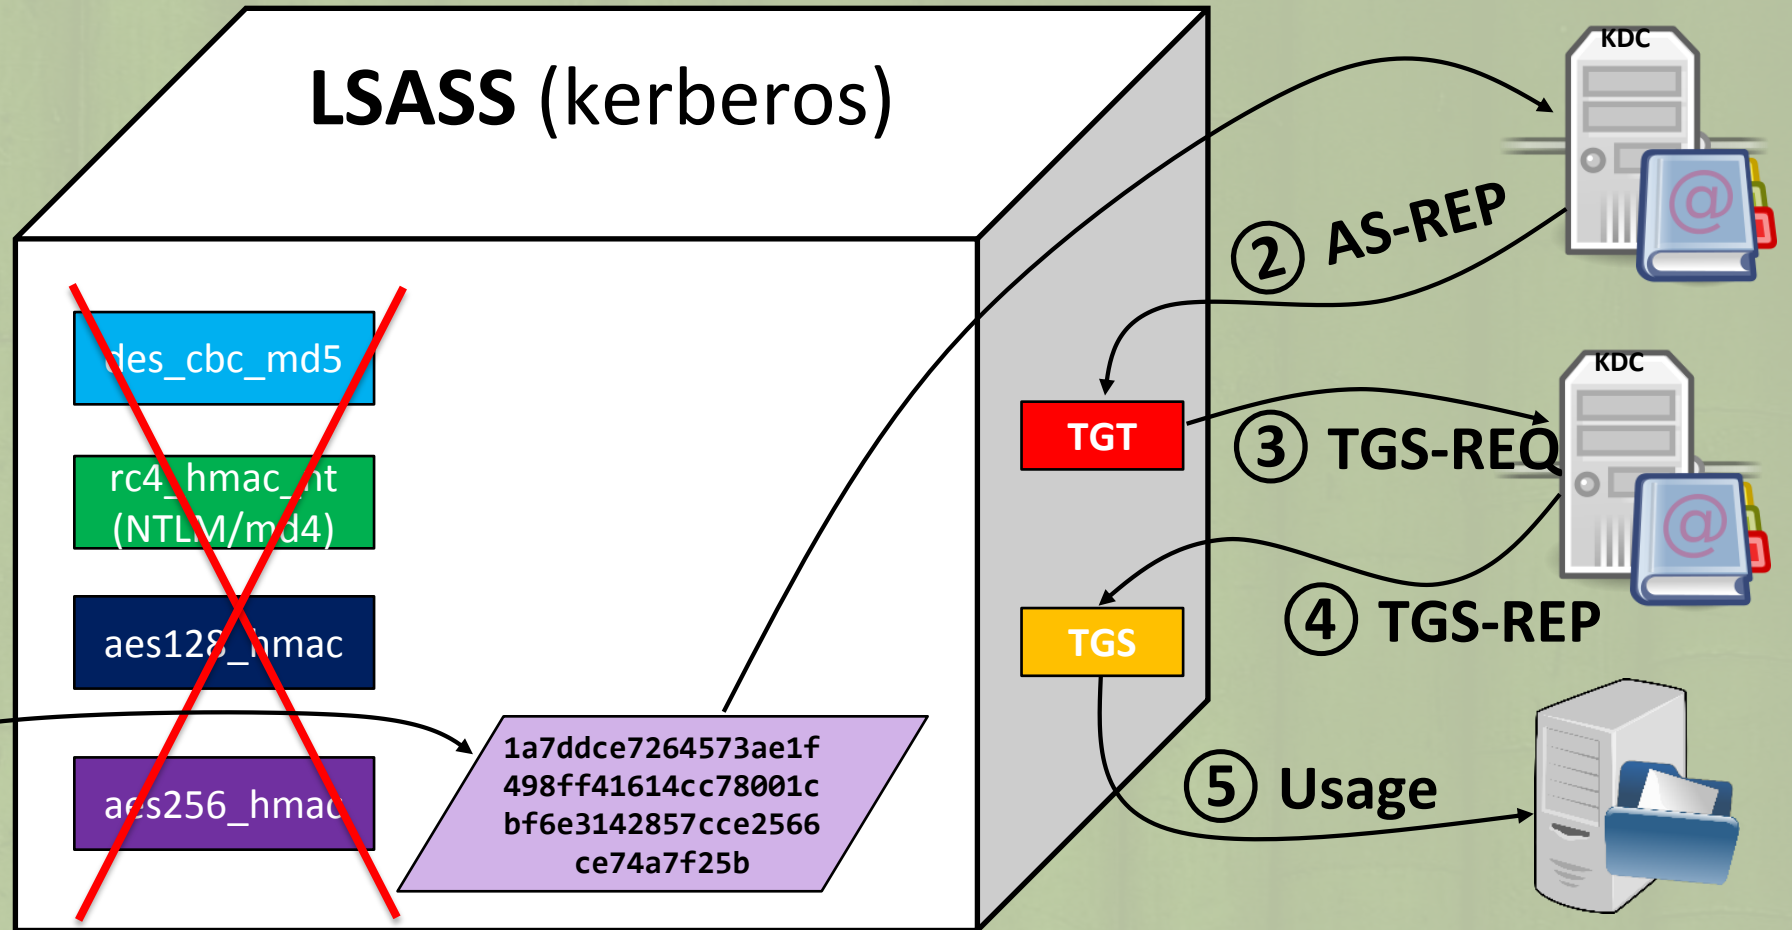 LSASS (kerberos)
des_cbc_md5
rc4_hmac_nt
(NTLM/md4)
aes128_hmac
aes256_hmac
1a7ddce7264573ae1f
498ff41614cc78001c
bf6e3142857cce2566
ce74a7f25b
TGT
TGS
KDC
@
② AS-REP
KDC
@
③ TGS-REQ
④ TGS-REP
⑤ Usage